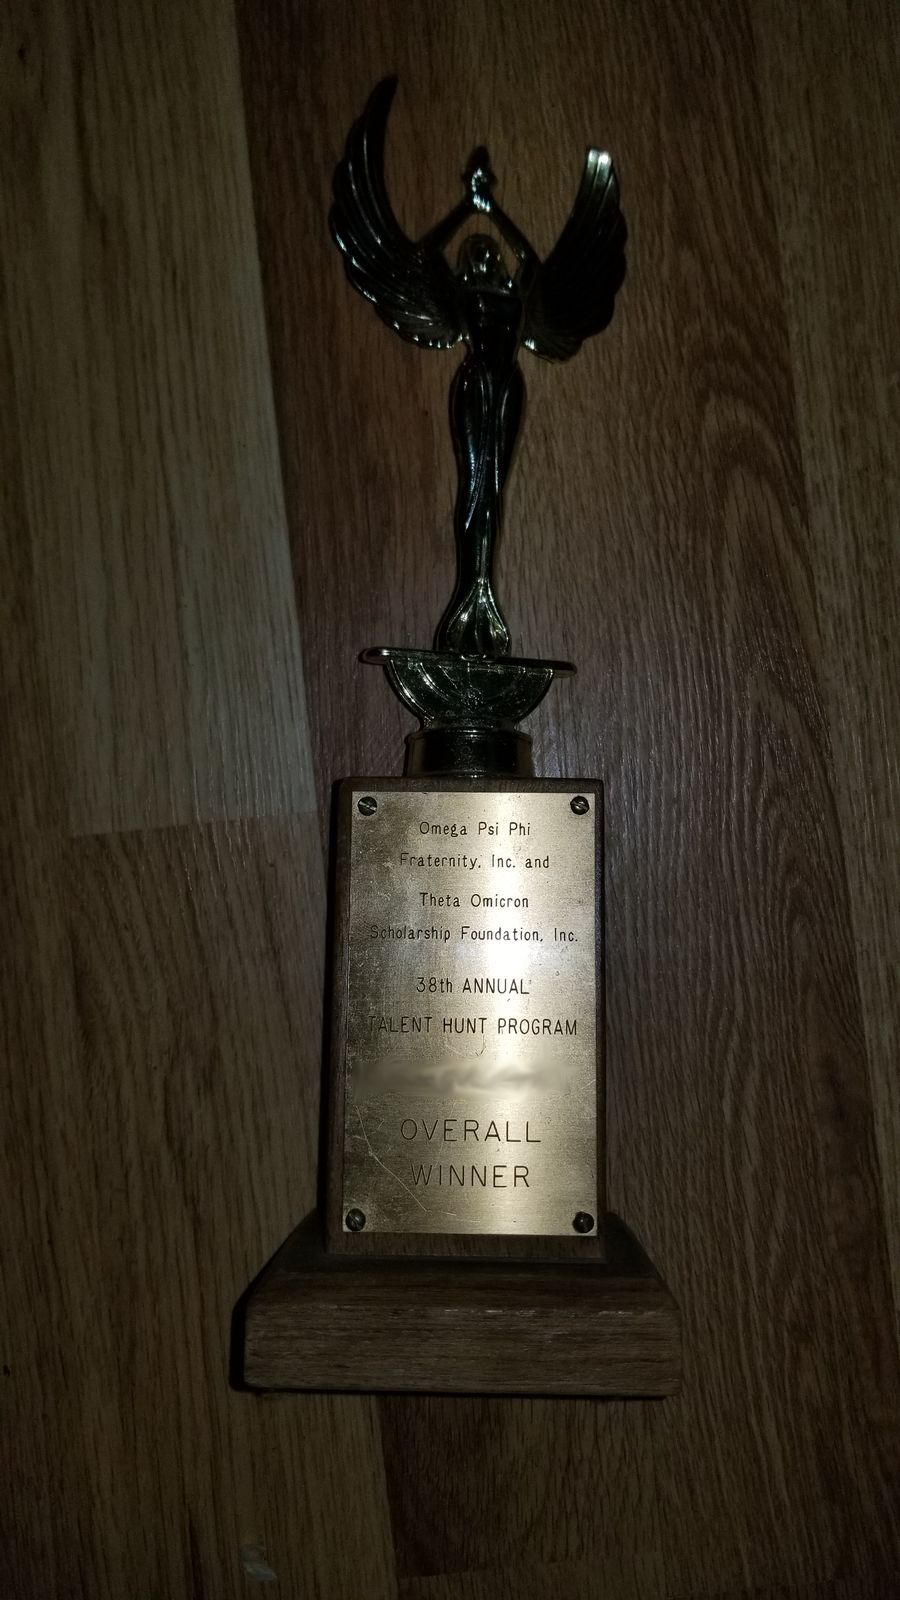 Omega Psi Phi
Fraternity, Inc. and
Theta Omicron
Scholarship Foundation, Inc.
38th ANNUAL
TALENT HUNT PROGRAM
OVERALL
WINNER